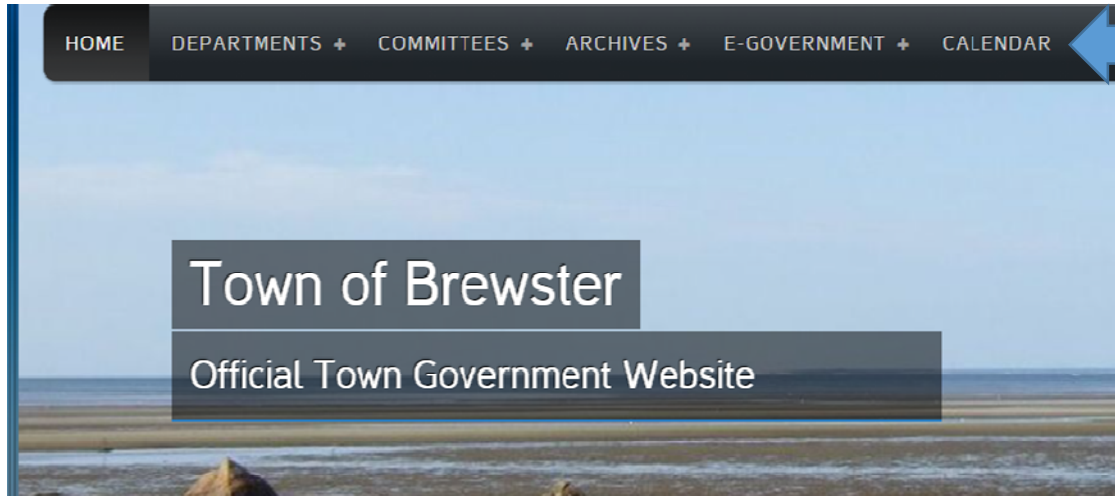 HOME DEPARTMENTS + COMMITTEES + ARCHIVES + E-GOVERNMENT + CALENDAR
Town of Brewster
Official Town Government Website